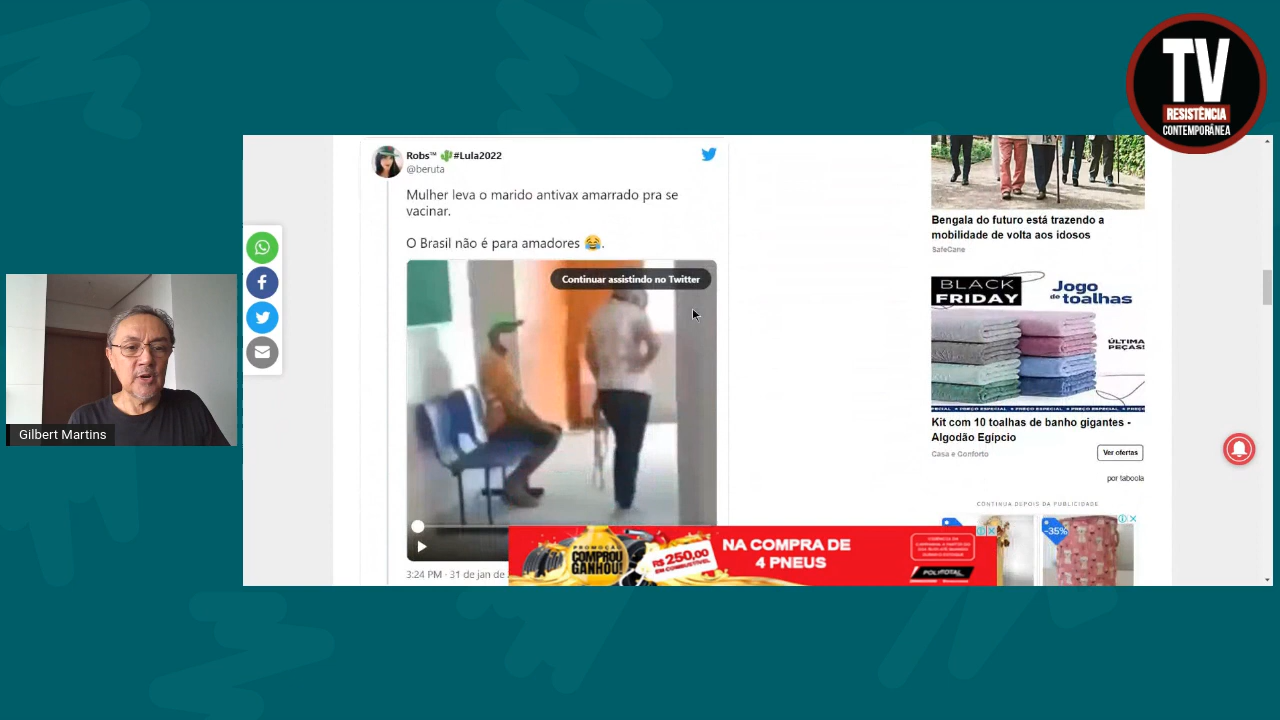 TV
RESISTÊNCIA
CONTEMPORÂNEA
Robs™ 🌵#Lula2022
@beruta
Mulher leva o marido antivax amarrado pra se
vacinar.
O Brasil não é para amadores 😂.
Continuar assistindo no Twitter
3:24 PM · 31 de jan de
Gilbert Martins
Bengala do futuro está trazendo a
mobilidade de volta aos idosos
SafeCane
BLACK
FRIDAY
Jogo
de toalhas
ÚLTIMA
PEÇAS!
Kit com 10 toalhas de banho gigantes -
Algodão Egípcio
Casa e Conforto
Ver ofertas
por taboola
CONTINUA DEPOIS DA PUBLICIDADE
-35%
PROMOÇÃO
COMPROU
GANHOU!
R$250,00
EM COMBUSTÍVEL
NA COMPRA DE
4 PNEUS